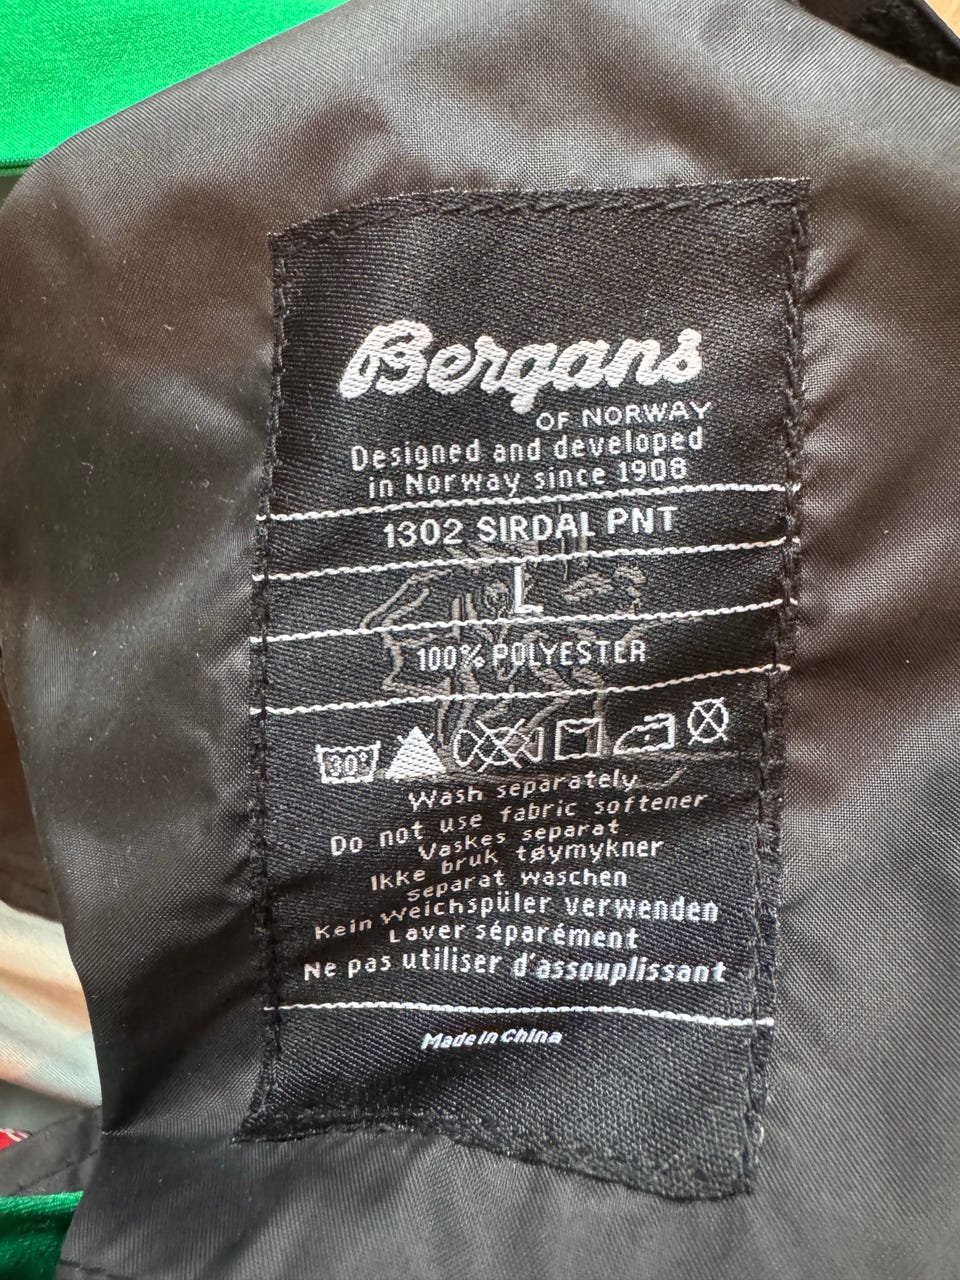 Bergans
OF NORWAY
Designed and developed
in Norway since 1908
1302 SIRDAL PNT
L
100% POLYESTER
30°
Wash separately
Do not use fabric softener
Vaskes separat
Ikke bruk tøymykner
Separat waschen
Kein Weichspüler verwenden
Laver séparément
Ne pas utiliser d'assouplissant
Made in China